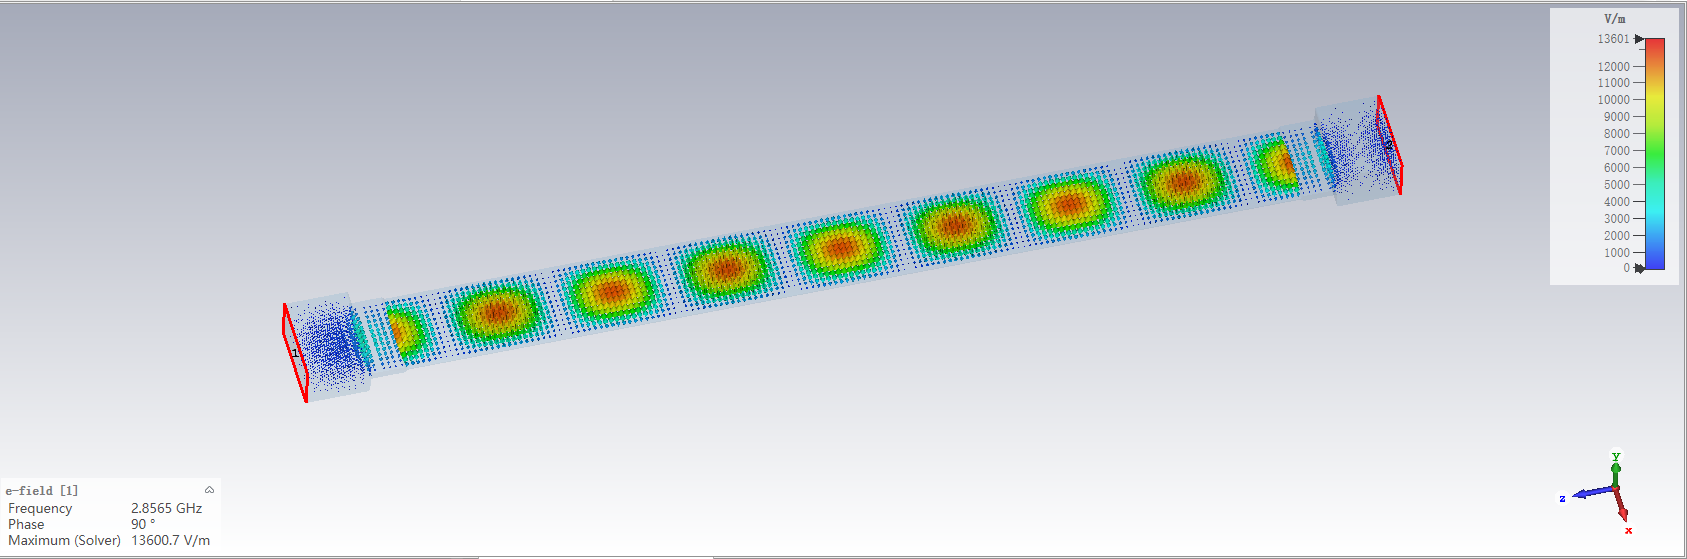 V/m
13601
12000
11000
10000
9000
8000
7000
6000
5000
4000
3000
2000
1000
0
1
Y
z
x
e-field [1]
Frequency 2.8565 GHz
Phase 90 °
Maximum (Solver) 13600.7 V/m